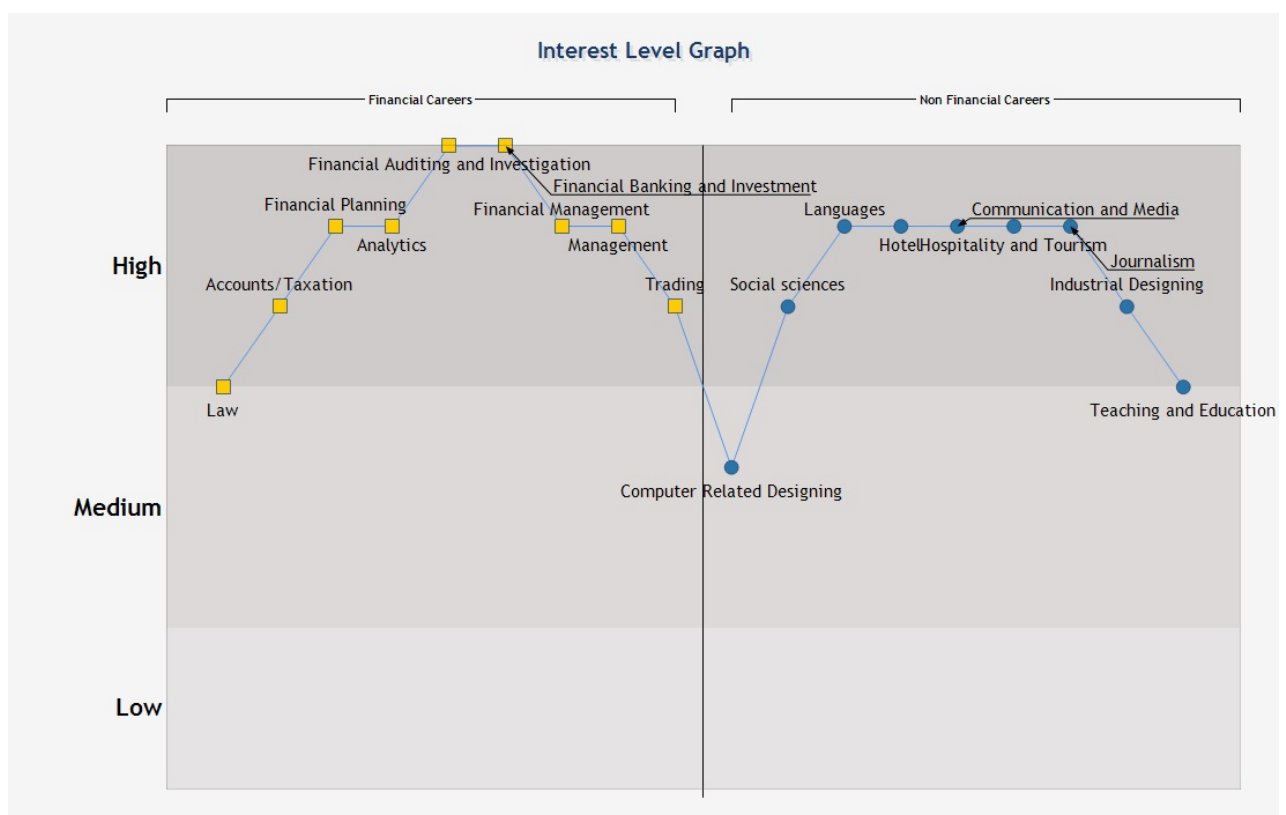 Interest Level Graph
Financial Careers
Non Financial Careers
Financial Auditing and Investigation
Financial Banking and Investment
Financial Planning
Financial Management
Languages
Communication and Media
Analytics
Management
Hotel
Hospitality and Tourism
High
Journalism
Accounts/Taxation
Trading
Social sciences
Industrial Designing
Law
Teaching and Education
Computer Related Designing
Medium
Low